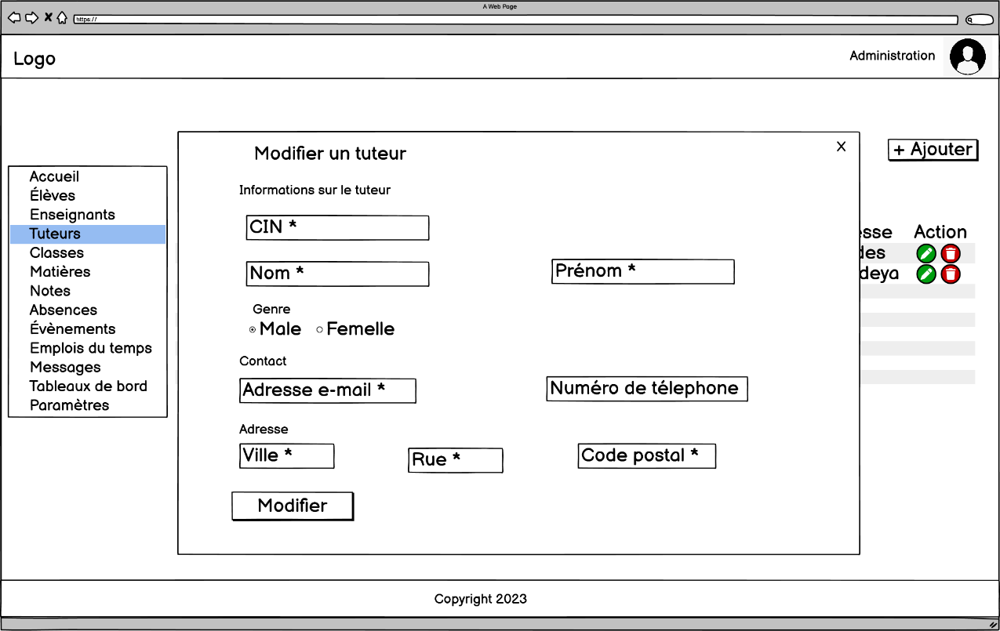 A Web Page
https://
Logo
Administration
Modifier un tuteur
X
+ Ajouter
Informations sur le tuteur
Accueil
Élèves
Enseignants
Tuteurs
Classes
Matières
Notes
Absences
Évènements
Emplois du temps
Messages
Tableaux de bord
Paramètres
CIN *
Nom *
Prénom *
Genre
Male Femelle
Contact
Adresse e-mail *
Numéro de télephone
Adresse
Ville *
Rue *
Code postal *
Modifier
esse Action
des
deya
Copyright 2023